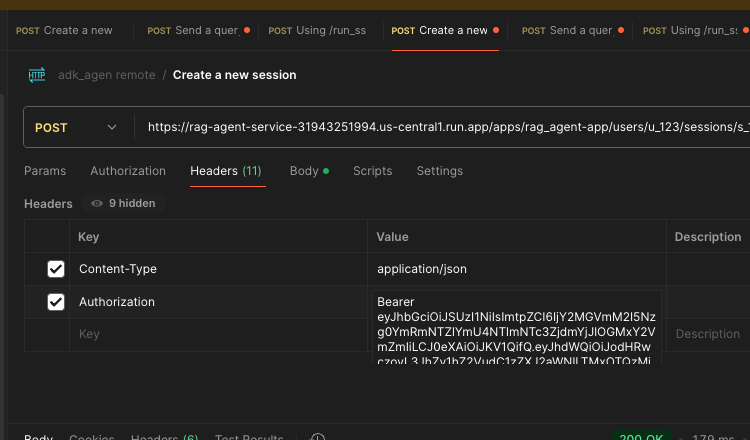 POST Create a new
POST Send a quer
POST Using /run_ss
POST Create a new
POST Send a quer
POST Using /run_s
HTTP adk_agen remote / Create a new session
POST https://rag-agent-service-31943251994.us-central1.run.app/apps/rag_agent-app/users/u_123/sessions/s_
Params Authorization Headers (11) Body Scripts Settings
Headers 9 hidden
Key Value Description
Content-Type application/json
Authorization Bearer
Key Description
Body Cookies Headers (6) Test Results 200 OK 179 ms